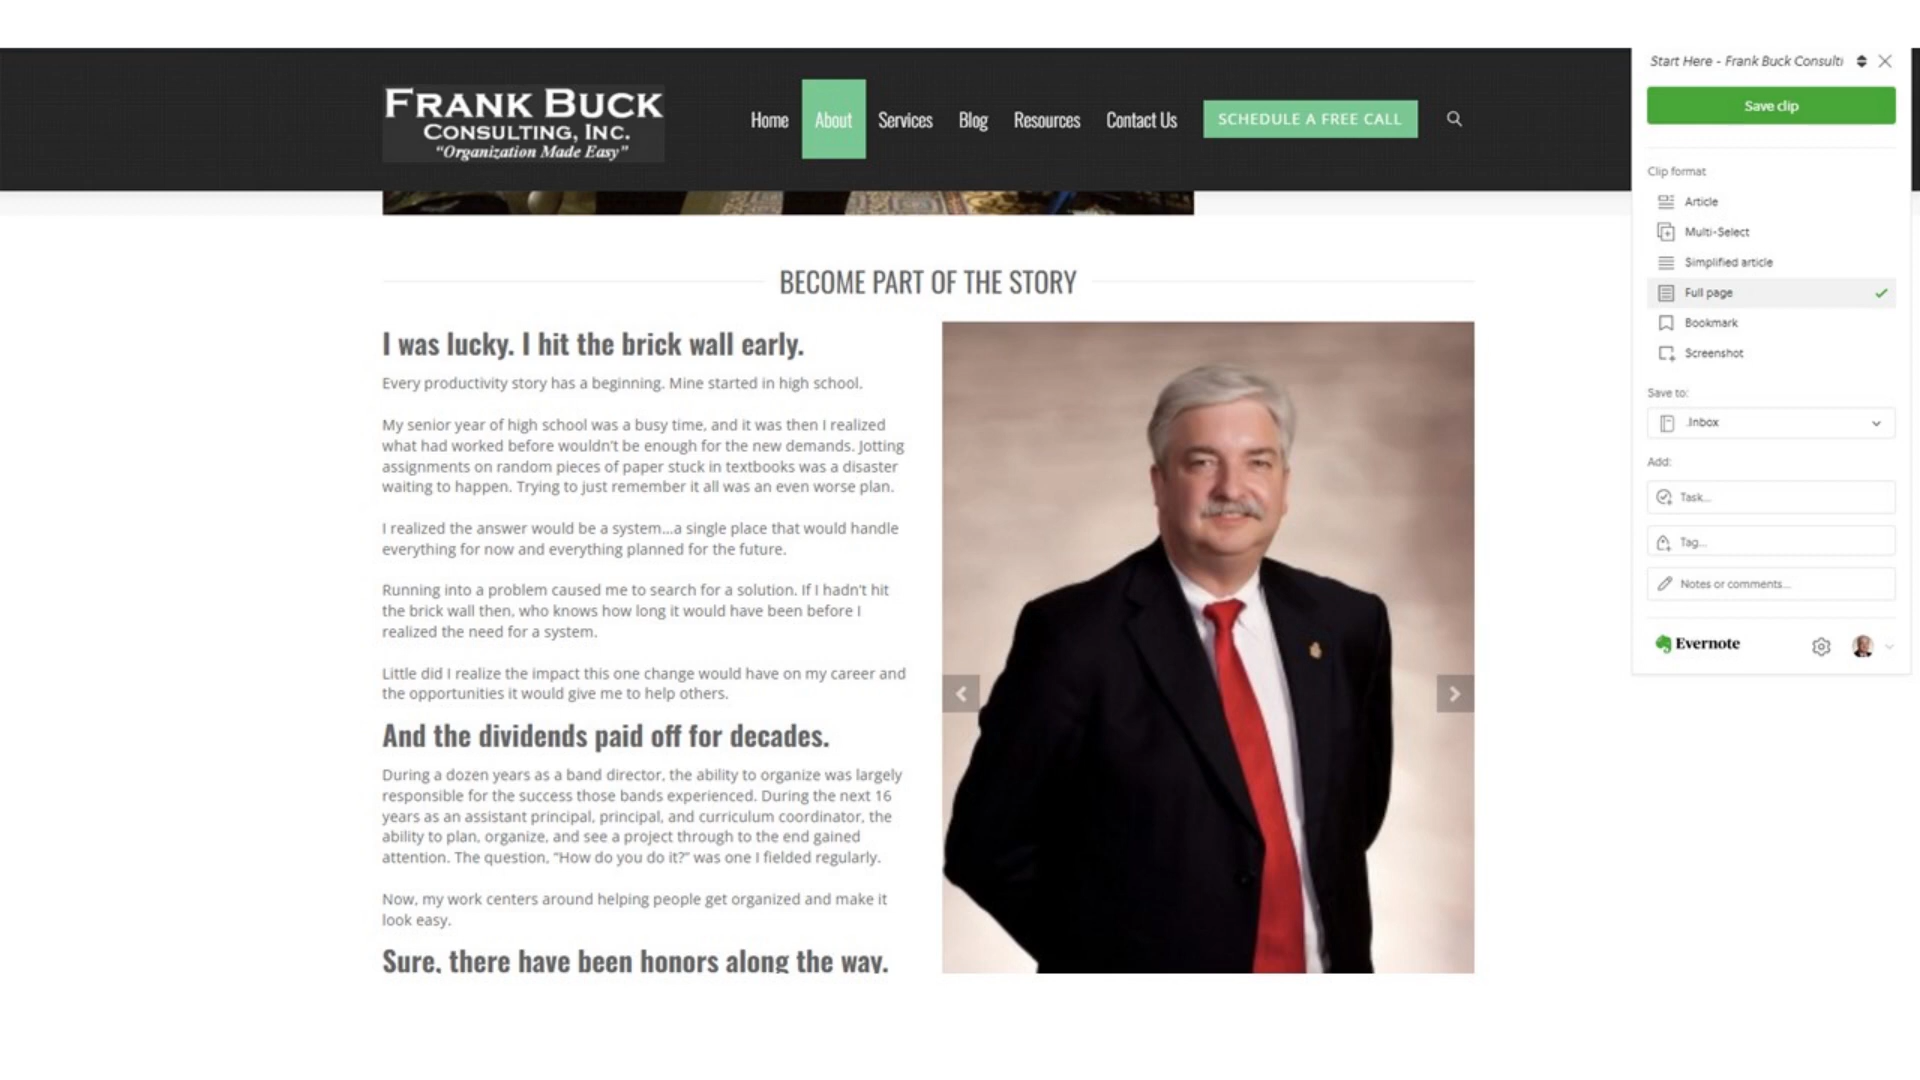 FRANK BUCK
CONSULTING, INC.
“Organization Made Easy”
Home
About
Services
Blog
Resources
Contact Us
SCHEDULE A FREE CALL
BECOME PART OF THE STORY
I was lucky. I hit the brick wall early.
Every productivity story has a beginning. Mine started in high school.
My senior year of high school was a busy time, and it was then I realized
what had worked before wouldn't be enough for the new demands. Jotting
assignments on random pieces of paper stuck in textbooks was a disaster
waiting to happen. Trying to just remember it all was an even worse plan.
I realized the answer would be a system...a single place that would handle
everything for now and everything planned for the future.
Running into a problem caused me to search for a solution. If I hadn't hit
the brick wall then, who knows how long it would have been before I
realized the need for a system.
Little did I realize the impact this one change would have on my career and
the opportunities it would give me to help others.
And the dividends paid off for decades.
During a dozen years as a band director, the ability to organize was largely
responsible for the success those bands experienced. During the next 16
years as an assistant principal, principal, and curriculum coordinator, the
ability to plan, organize, and see a project through to the end gained
attention. The question, "How do you do it?" was one I fielded regularly.
Now, my work centers around helping people get organized and make it
look easy.
Sure, there have been honors along the way.
Start Here - Frank Buck Consulti
Save clip
Clip format
Article
Multi-Select
Simplified article
Full page
Bookmark
Screenshot
Save to:
.Inbox
Add:
Task...
Tag...
Notes or comments...
Evernote